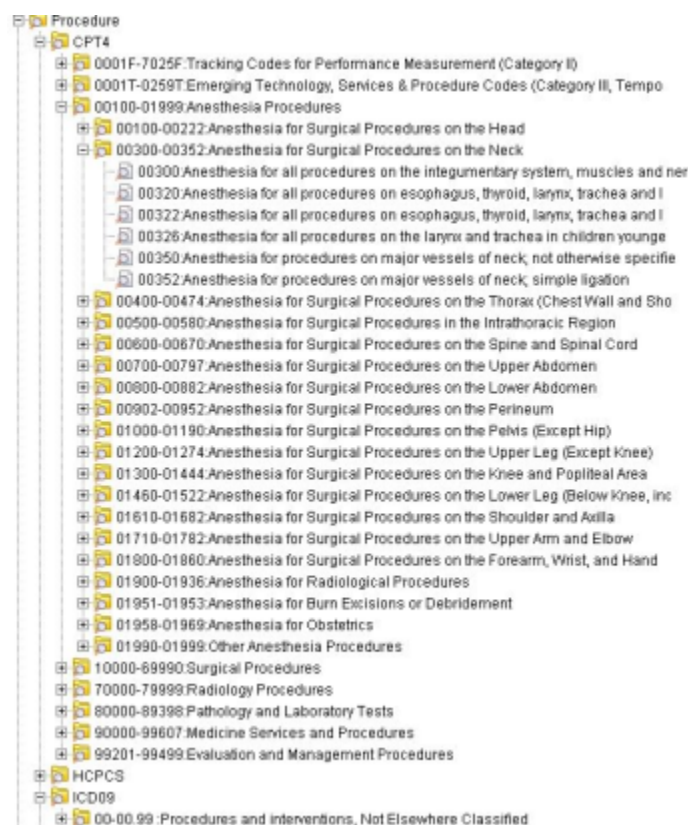 Procedure
CPT4
0001F-7025F:Tracking Codes for Performance Measurement (Category II)
0001T-0259T:Emerging Technology, Services & Procedure Codes (Category III, Tempo
00100-01999:Anesthesia Procedures
00100-00222:Anesthesia for Surgical Procedures on the Head
00300-00352:Anesthesia for Surgical Procedures on the Neck
00300:Anesthesia for all procedures on the integumentary system, muscles and ner
00320:Anesthesia for all procedures on esophagus, thyroid, larynx, trachea and l
00322:Anesthesia for all procedures on esophagus, thyroid, larynx, trachea and l
00326:Anesthesia for all procedures on the larynx and trachea in children younge
00350:Anesthesia for procedures on major vessels of neck; not otherwise specifie
00352:Anesthesia for procedures on major vessels of neck; simple ligation
00400-00474:Anesthesia for Surgical Procedures on the Thorax (Chest Wall and Sho
00500-00580:Anesthesia for Surgical Procedures in the Intrathoracic Region
00600-00670:Anesthesia for Surgical Procedures on the Spine and Spinal Cord
00700-00797:Anesthesia for Surgical Procedures on the Upper Abdomen
00800-00882:Anesthesia for Surgical Procedures on the Lower Abdomen
00902-00952:Anesthesia for Surgical Procedures on the Perineum
01000-01190:Anesthesia for Surgical Procedures on the Pelvis (Except Hip)
01200-01274:Anesthesia for Surgical Procedures on the Upper Leg (Except Knee)
01300-01444:Anesthesia for Surgical Procedures on the Knee and Popliteal Area
01460-01522:Anesthesia for Surgical Procedures on the Lower Leg (Below Knee, inc
01610-01682:Anesthesia for Surgical Procedures on the Shoulder and Axilla
01710-01782:Anesthesia for Surgical Procedures on the Upper Arm and Elbow
01800-01860:Anesthesia for Surgical Procedures on the Forearm, Wrist, and Hand
01900-01936:Anesthesia for Radiological Procedures
01951-01953:Anesthesia for Burn Excisions or Debridement
01958-01969:Anesthesia for Obstetrics
01990-01999:Other Anesthesia Procedures
10000-69990:Surgical Procedures
70000-79999:Radiology Procedures
80000-89398:Pathology and Laboratory Tests
90000-99607:Medicine Services and Procedures
99201-99499:Evaluation and Management Procedures
HCPCS
ICD09
00-00.99 :Procedures and interventions, Not Elsewhere Classified